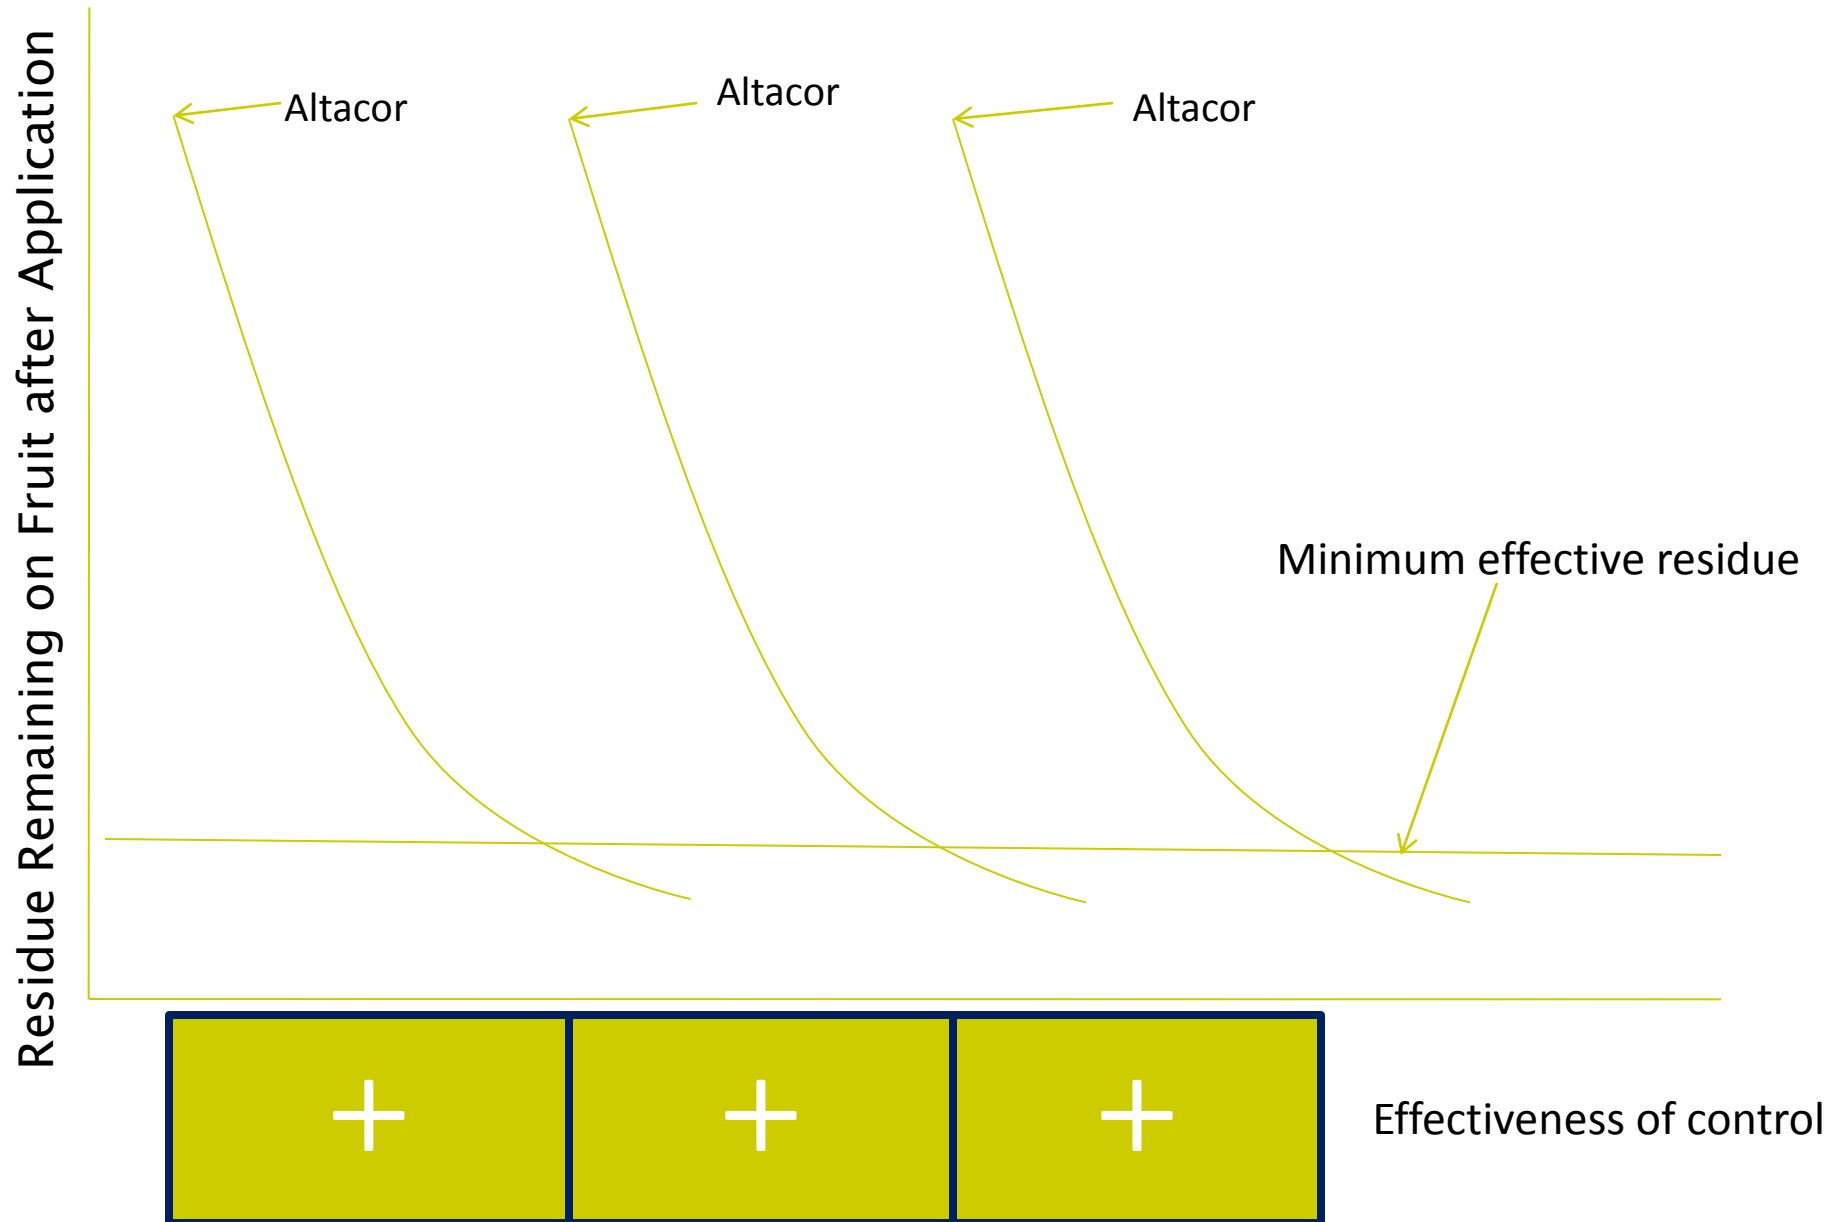 Residue Remaining on Fruit after Application
Altacor
Altacor
Altacor
Minimum effective residue
+
+
+
Effectiveness of control